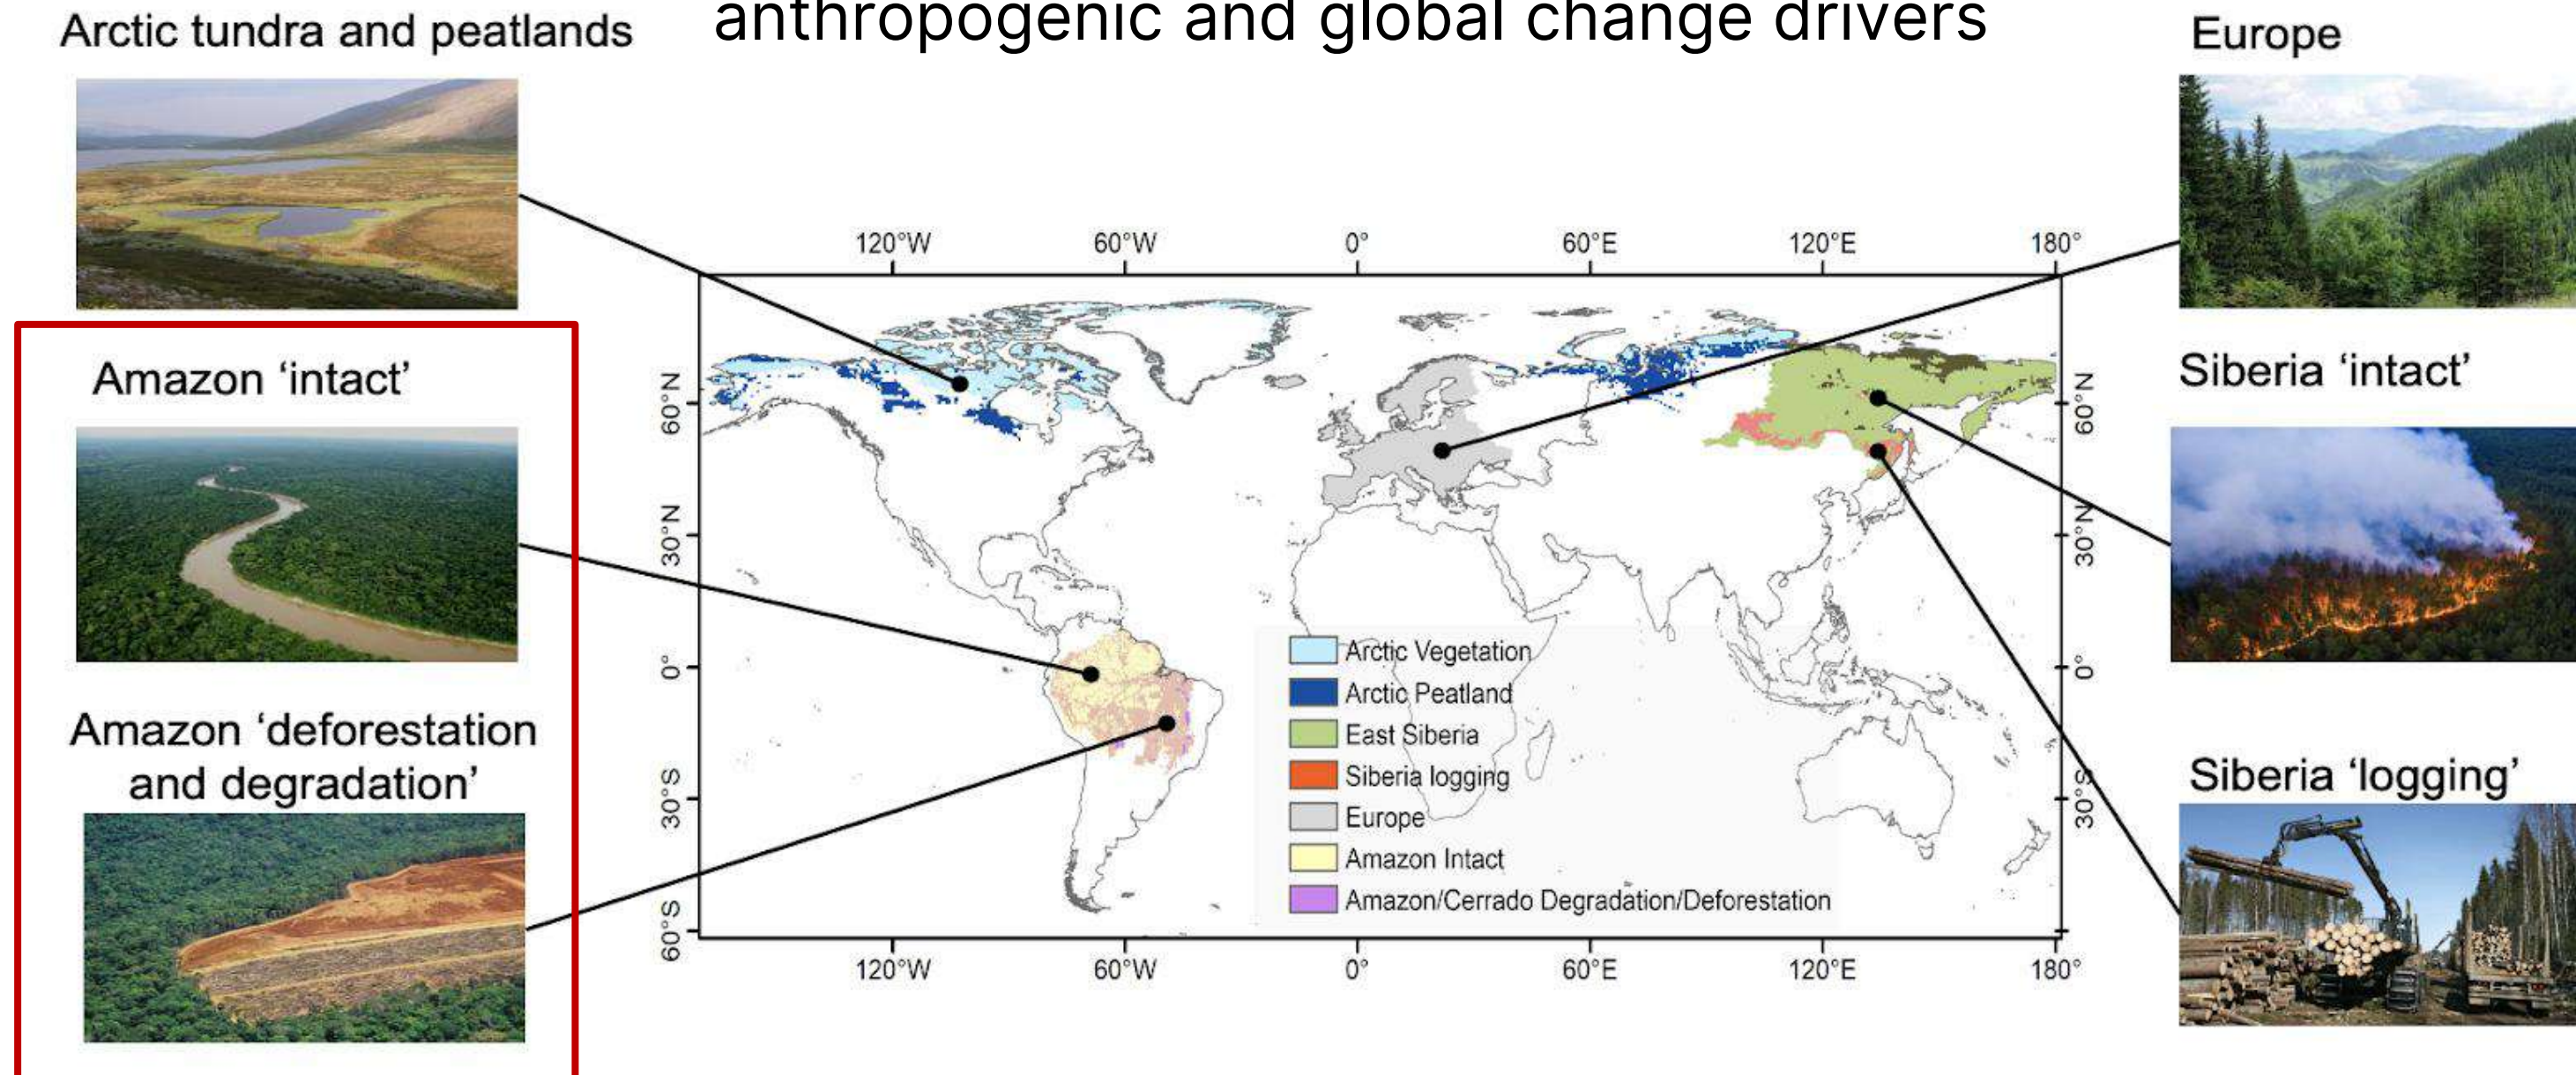 anthropogenic and global change drivers
Arctic tundra and peatlands
Amazon ‘intact’
Amazon ‘deforestation
and degradation’
120°W 60°W 0° 60°E 120°E 180°
60°N
30°N
0°
30°S
60°S
Arctic Vegetation
Arctic Peatland
East Siberia
Siberia logging
Europe
Amazon Intact
Amazon/Cerrado Degradation/Deforestation
60°N
30°N
0°
30°S
120°W 60°W 0° 60°E 120°E 180°
Europe
Siberia ‘intact’
Siberia ‘logging’